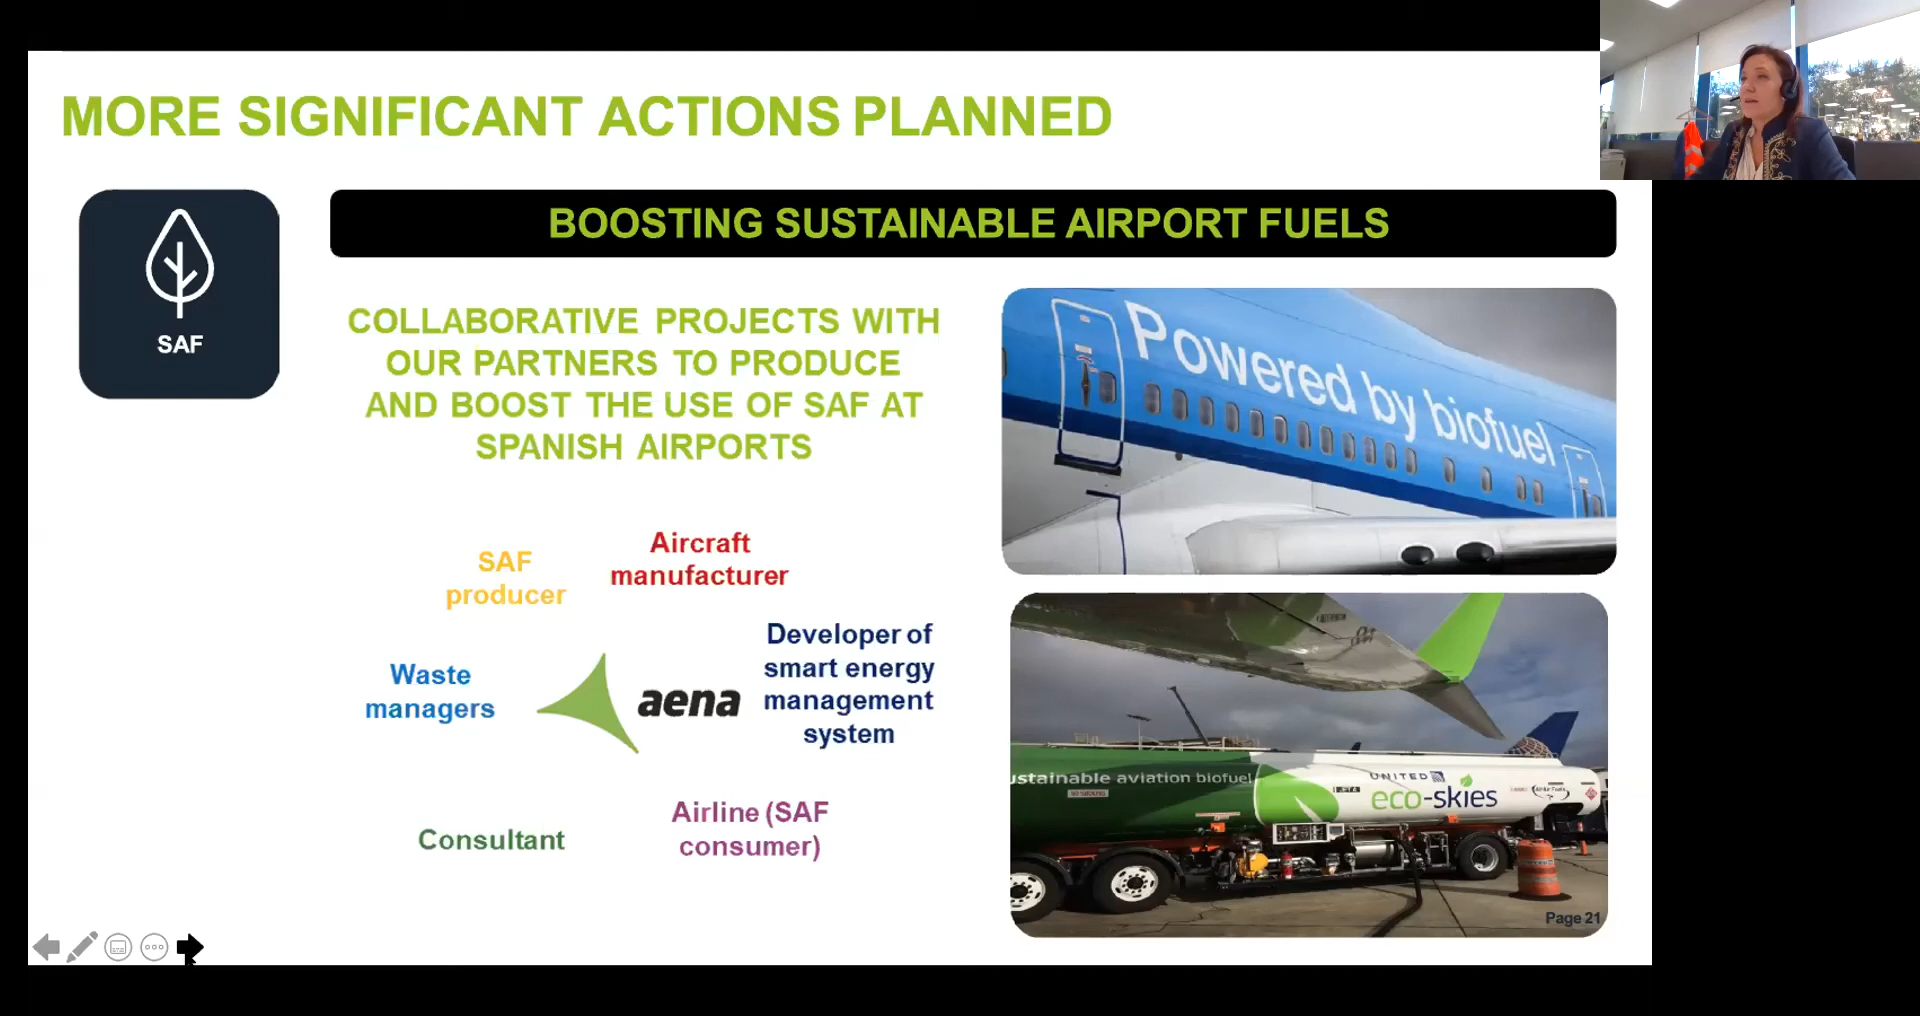 MORE SIGNIFICANT ACTIONS PLANNED
SAF
BOOSTING SUSTAINABLE AIRPORT FUELS
COLLABORATIVE PROJECTS WITH
OUR PARTNERS TO PRODUCE
AND BOOST THE USE OF SAF AT
SPANISH AIRPORTS
SAF
producer
Aircraft
manufacturer
Waste
managers
aena
Developer of
smart energy
management
system
Consultant
Airline (SAF
consumer)
Powered by biofuel
ustainable aviation biofuel
UNITED
eco-skies
Page 21